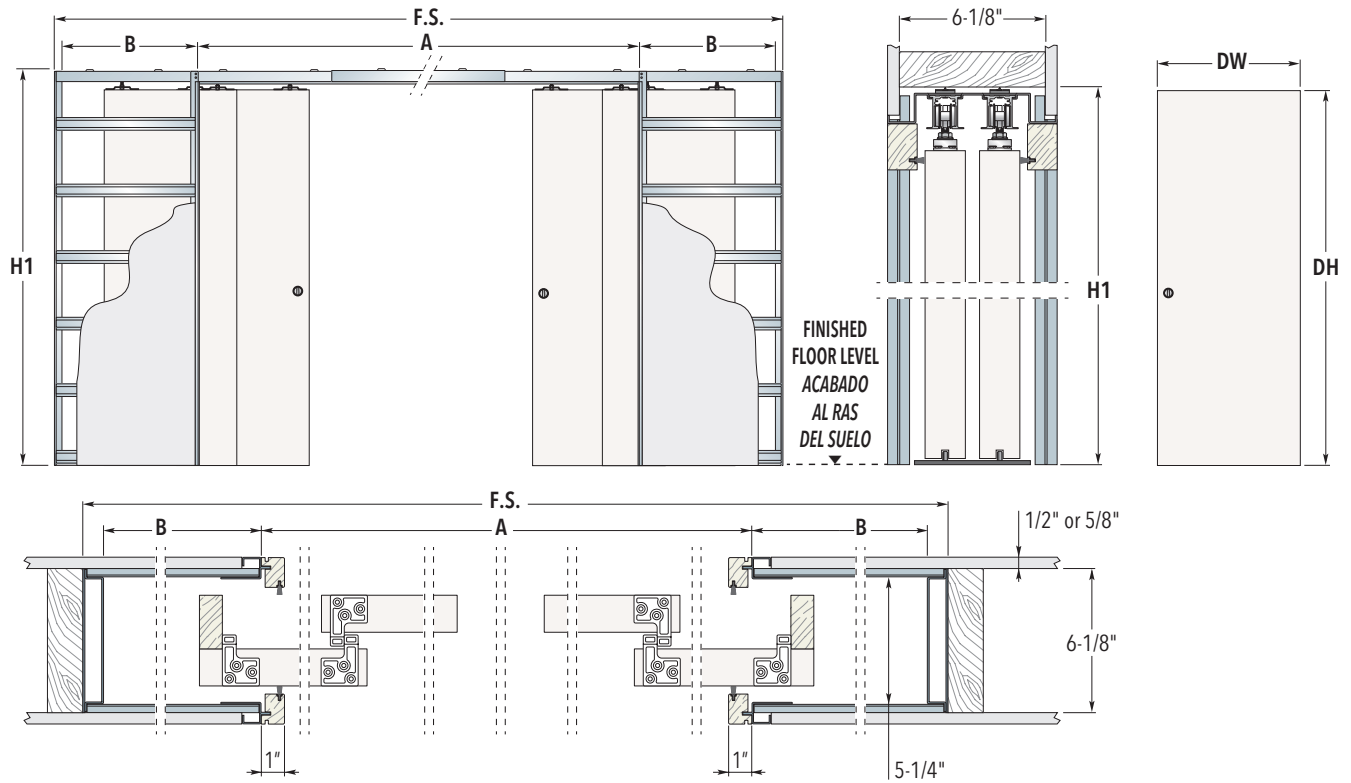 F.S.
B
A
B
H1
6-1/8"
H1
DW
DH
FINISHED
FLOOR LEVEL
ACABADO
AL RAS
DEL SUELO
F.S.
B
A
B
1/2" or 5/8"
6-1/8"
5-1/4"
1"
1"